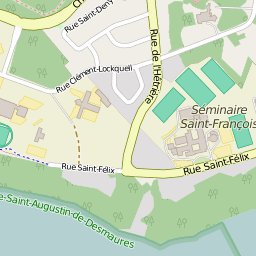 Rue Saint-Deny
Rue Clément-Lockquell
Rue de l'Hêtrière
Séminaire
Saint-François
Rue Saint-Félix
Rue Saint-Félix
e-Saint-Augustin-de-Desmaures